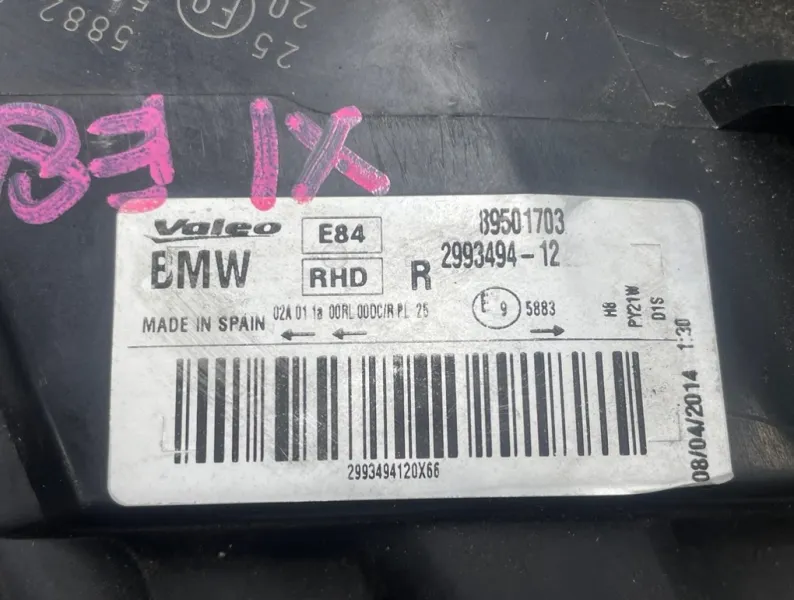 25
20
5882
X1 E8
Valeo
E84
89501703
BMW
RHD
R
2993494-12
MADE IN SPAIN
02A 01 1a 00RL 00DC/R PL 25
E 9
5883
H8
PY21W
D1S
08/04/2014 1:30
2993494120X66